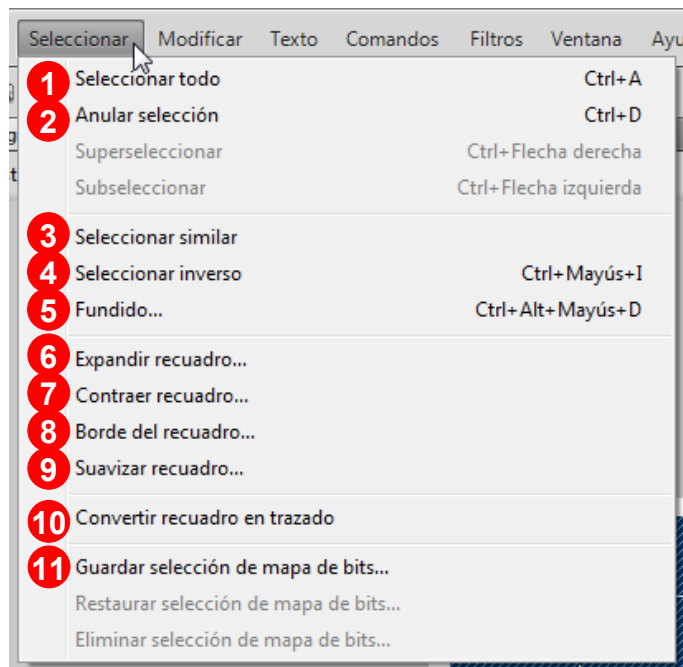 Seleccionar Modificar Texto Comandos Filtros Ventana Ayu
1 Seleccionar todo Ctrl+A
2 Anular selección Ctrl+D
Superseleccionar Ctrl+Flecha derecha
Subseleccionar Ctrl+Flecha izquierda
3 Seleccionar similar
4 Seleccionar inverso Ctrl+Mayús+I
5 Fundido... Ctrl+Alt+Mayús+D
6 Expandir recuadro...
7 Contraer recuadro...
8 Borde del recuadro...
9 Suavizar recuadro...
10 Convertir recuadro en trazado
11 Guardar selección de mapa de bits...
Restaurar selección de mapa de bits...
Eliminar selección de mapa de bits...